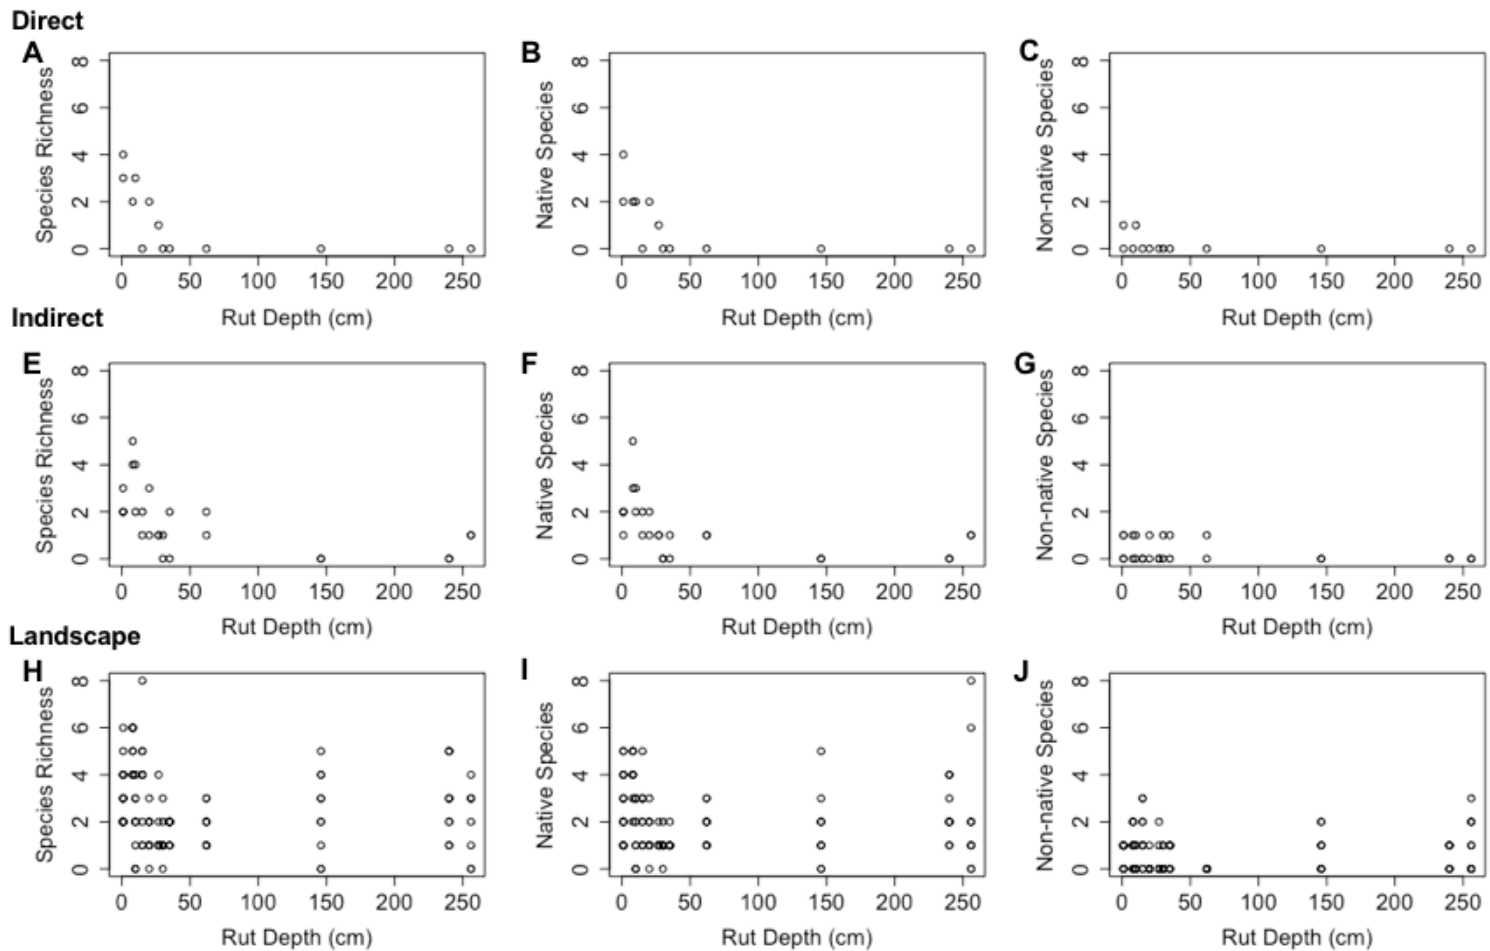 Direct
A
B
C
Species Richness
Native Species
Non-native Species
8
6
4
2
0
8
6
4
2
0
8
6
4
2
0
0 50 100 150 200 250
0 50 100 150 200 250
0 50 100 150 200 250
Rut Depth (cm)
Rut Depth (cm)
Rut Depth (cm)
Indirect
E
F
G
Species Richness
Native Species
Non-native Species
8
6
4
2
0
8
6
4
2
0
8
6
4
2
0
0 50 100 150 200 250
0 50 100 150 200 250
0 50 100 150 200 250
Rut Depth (cm)
Rut Depth (cm)
Rut Depth (cm)
Landscape
H
I
J
Species Richness
Native Species
Non-native Species
8
6
4
2
0
8
6
4
2
0
8
6
4
2
0
0 50 100 150 200 250
0 50 100 150 200 250
0 50 100 150 200 250
Rut Depth (cm)
Rut Depth (cm)
Rut Depth (cm)